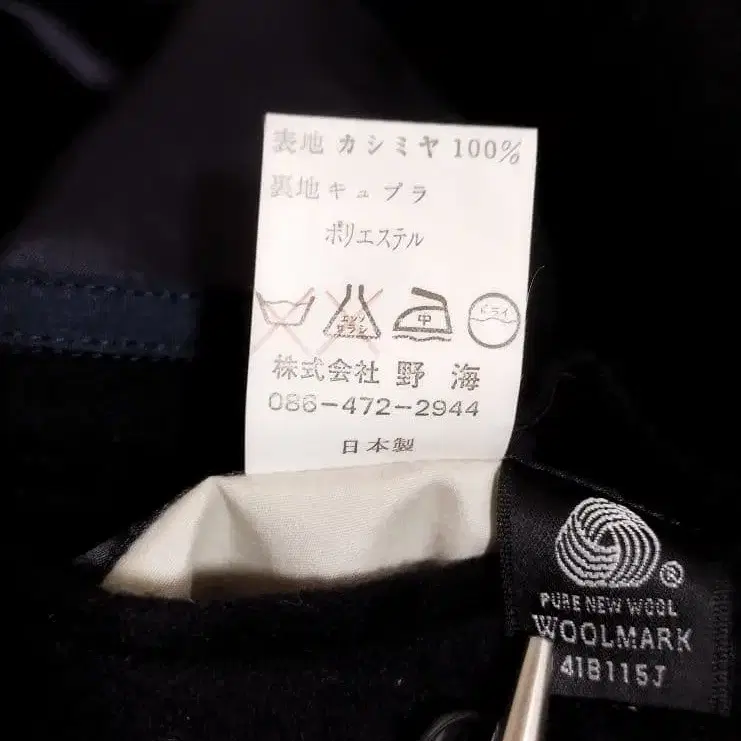 表地 カシミヤ 100%
裏地 キュプラ
ポリエステル
エンソ
サラシ
中
ドライ
株式会社 野海
086-472-2944
日本製
®
PURE NEW WOOL
WOOLMARK
41B115J